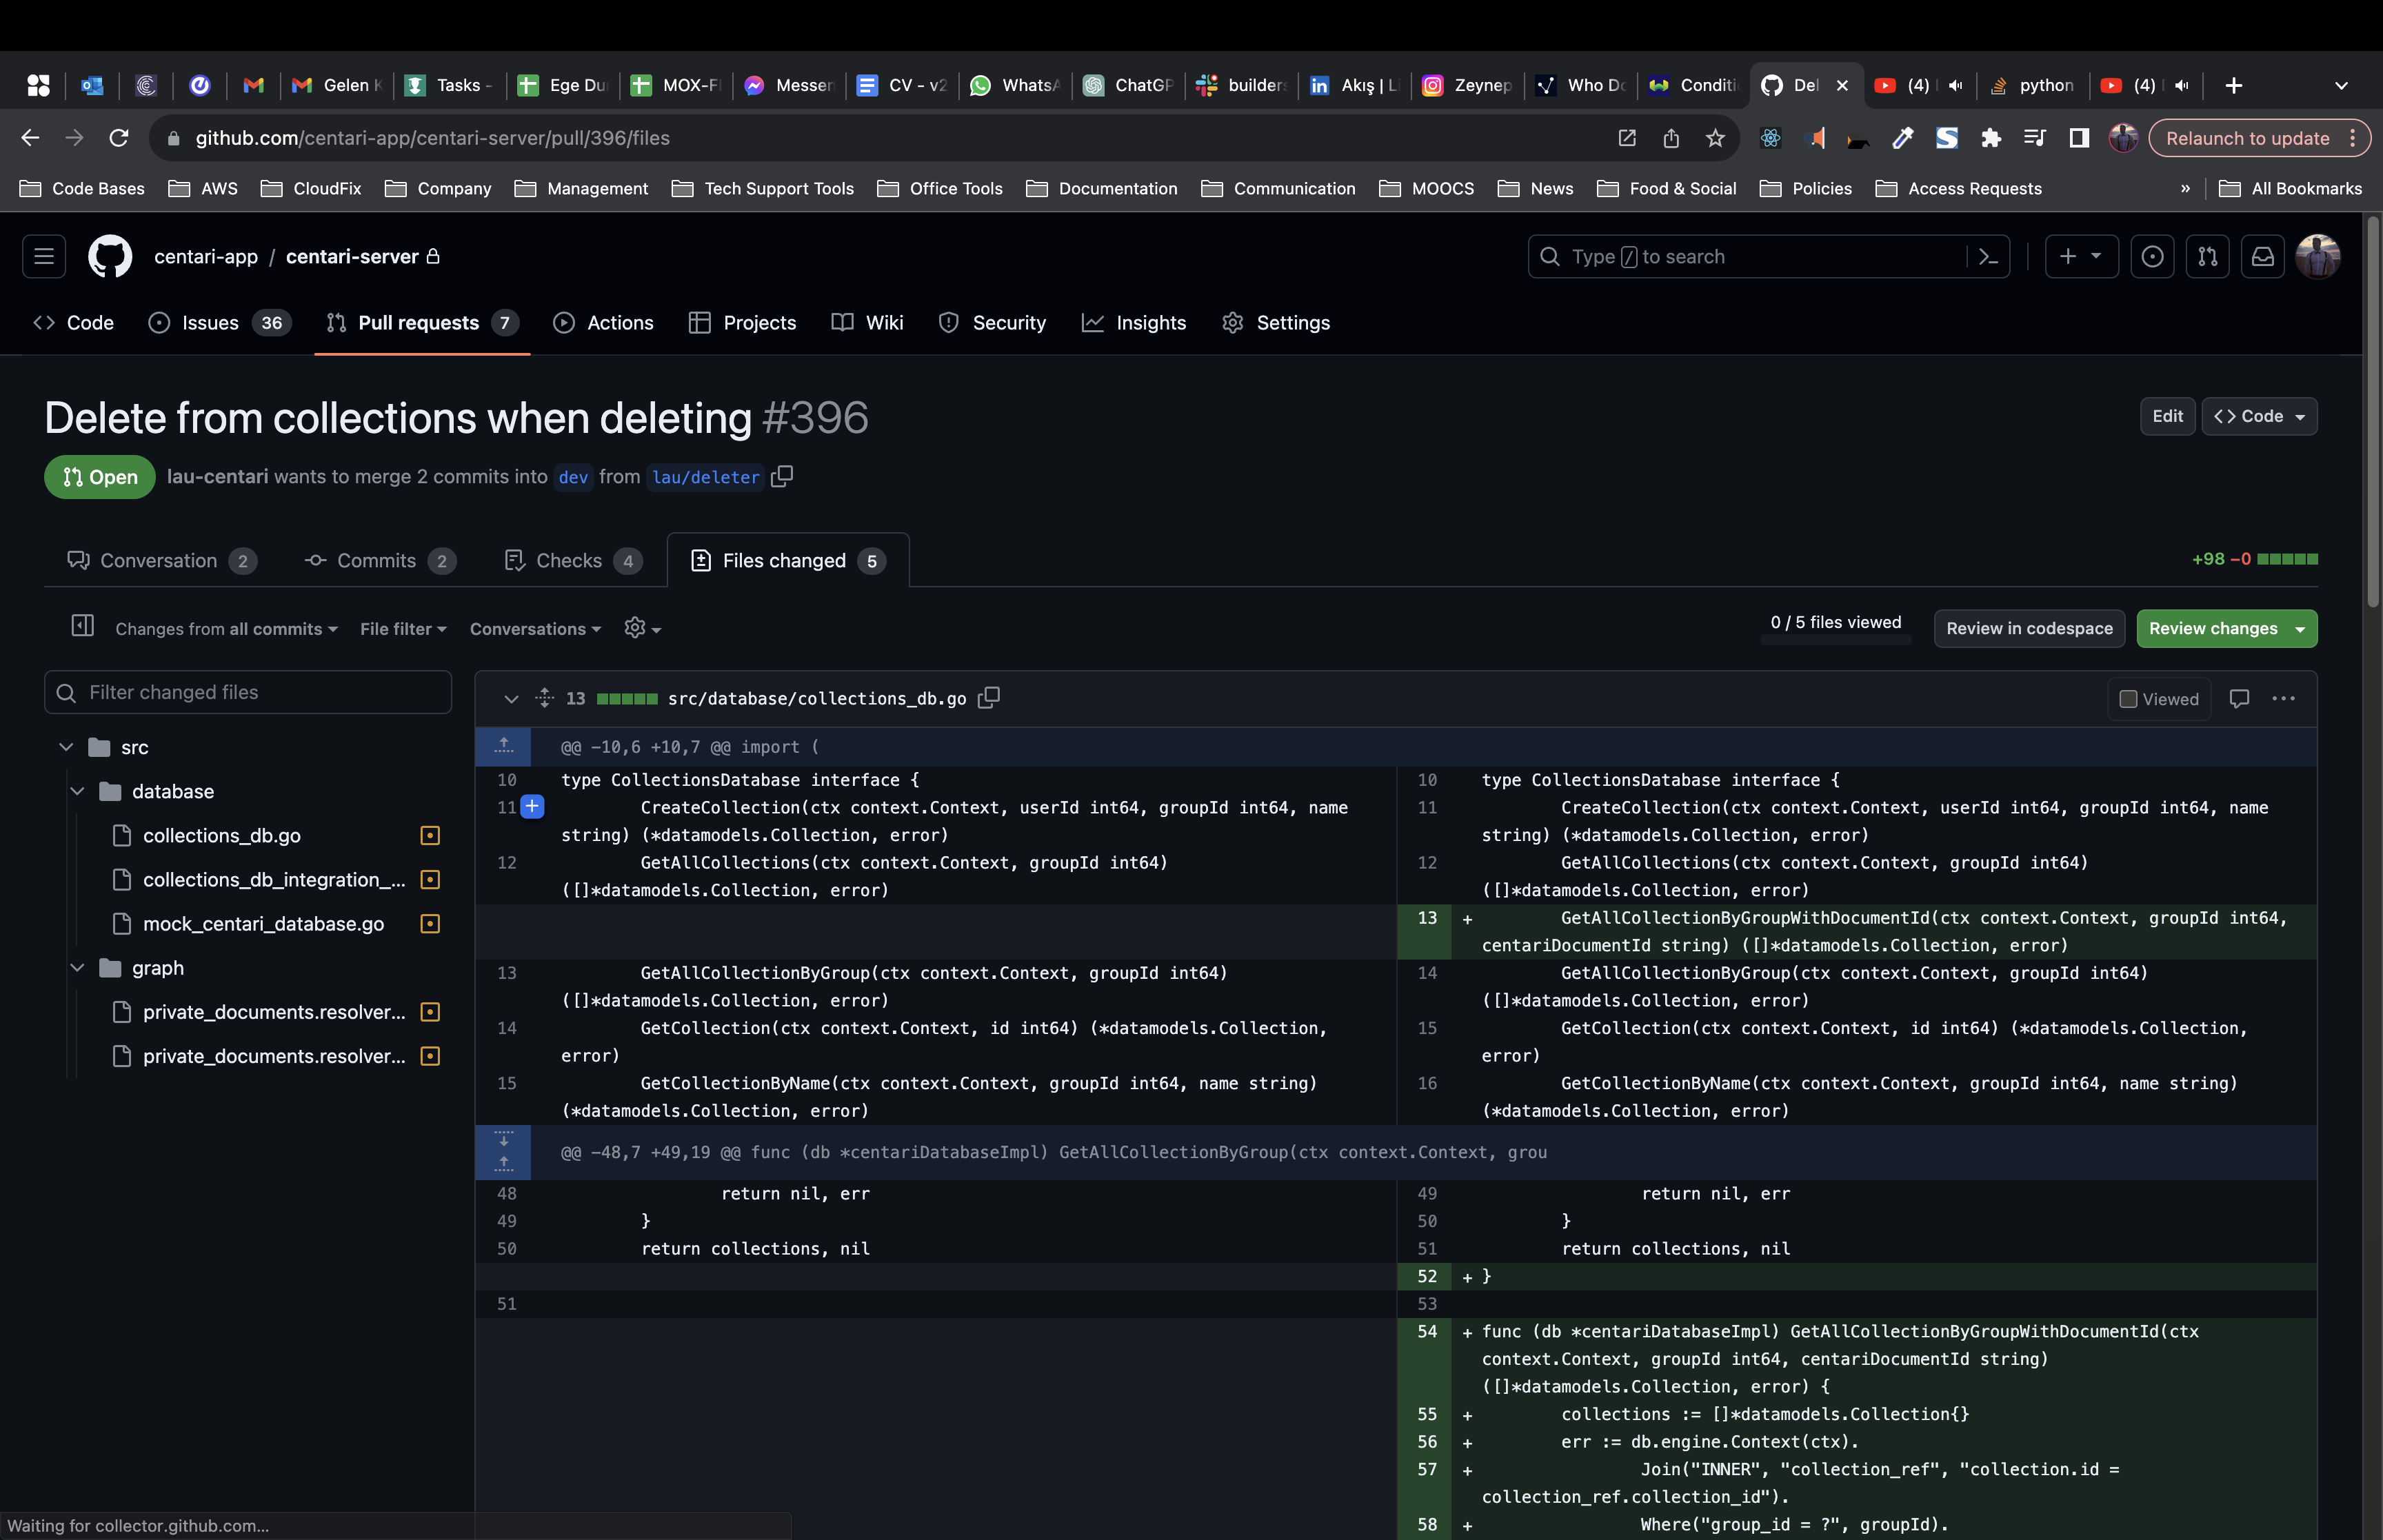 Gelen K
Tasks -
Ege Du
MOX-F
Messen
CV - v2
WhatsA
ChatGP
builder
Akış | Li
Zeynep
Who Do
Conditi
Del
(4)
python
(4)
github.com/centari-app/centari-server/pull/396/files
Relaunch to update
Code Bases
AWS
CloudFix
Company
Management
Tech Support Tools
Office Tools
Documentation
Communication
MOOCS
News
Food & Social
Policies
Access Requests
»
All Bookmarks
centari-app / centari-server
Type / to search
Code
Issues 36
Pull requests 7
Actions
Projects
Wiki
Security
Insights
Settings
Delete from collections when deleting #396
Edit
Code
Open
lau-centari wants to merge 2 commits into dev from lau/deleter
Conversation 2
Commits 2
Checks 4
Files changed 5
+98 −0
Changes from all commits
File filter
Conversations
0 / 5 files viewed
Review in codespace
Review changes
Filter changed files
src
database
collections_db.go
collections_db_integration_...
mock_centari_database.go
graph
private_documents.resolver...
private_documents.resolver...
13 src/database/collections_db.go
Viewed
@@ −10,6 +10,7 @@ import (
10 type CollectionsDatabase interface {
11 CreateCollection(ctx context.Context, userId int64, groupId int64, name
string) (*datamodels.Collection, error)
12 GetAllCollections(ctx context.Context, groupId int64)
([]*datamodels.Collection, error)
13 GetAllCollectionByGroup(ctx context.Context, groupId int64)
([]*datamodels.Collection, error)
14 GetCollection(ctx context.Context, id int64) (*datamodels.Collection,
error)
15 GetCollectionByName(ctx context.Context, groupId int64, name string)
(*datamodels.Collection, error)
10 type CollectionsDatabase interface {
11 CreateCollection(ctx context.Context, userId int64, groupId int64, name
string) (*datamodels.Collection, error)
12 GetAllCollections(ctx context.Context, groupId int64)
([]*datamodels.Collection, error)
13 + GetAllCollectionByGroupWithDocumentId(ctx context.Context, groupId int64,
centariDocumentId string) ([]*datamodels.Collection, error)
14 GetAllCollectionByGroup(ctx context.Context, groupId int64)
([]*datamodels.Collection, error)
15 GetCollection(ctx context.Context, id int64) (*datamodels.Collection,
error)
16 GetCollectionByName(ctx context.Context, groupId int64, name string)
(*datamodels.Collection, error)
@@ −48,7 +49,19 @@ func (db *centariDatabaseImpl) GetAllCollectionByGroup(ctx context.Context, grou
48 return nil, err
49 }
50 return collections, nil
51
49 return nil, err
50 }
51 return collections, nil
52 + }
53
54 + func (db *centariDatabaseImpl) GetAllCollectionByGroupWithDocumentId(ctx
context.Context, groupId int64, centariDocumentId string)
([]*datamodels.Collection, error) {
55 + collections := []*datamodels.Collection{}
56 + err := db.engine.Context(ctx).
57 + Join("INNER", "collection_ref", "collection.id =
collection_ref.collection_id").
58 + Where("group_id = ?", groupId).
Waiting for collector.github.com...